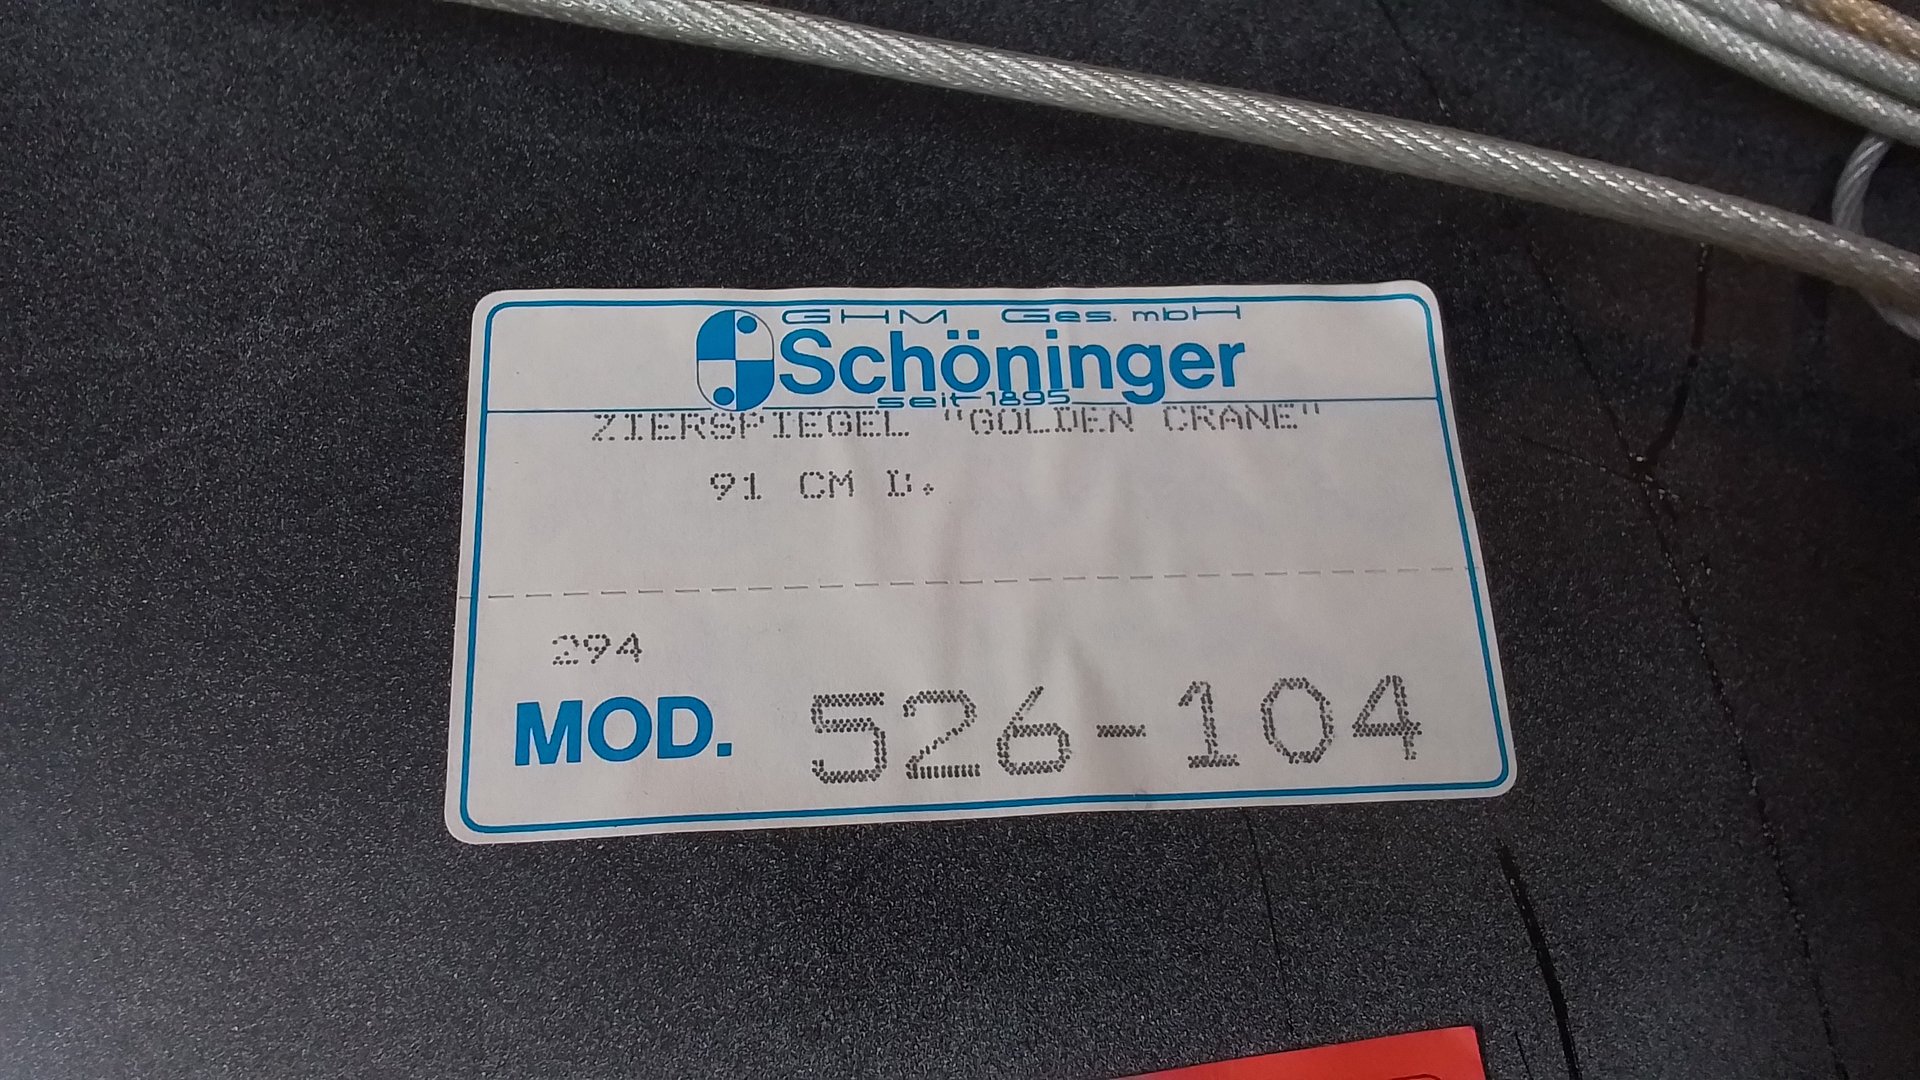 GHM Ges. mbH
Schöninger
seit 1895
ZIERSPIEGEL "GOLDEN CRANE"
91 CM D.
294
MOD. 526-104